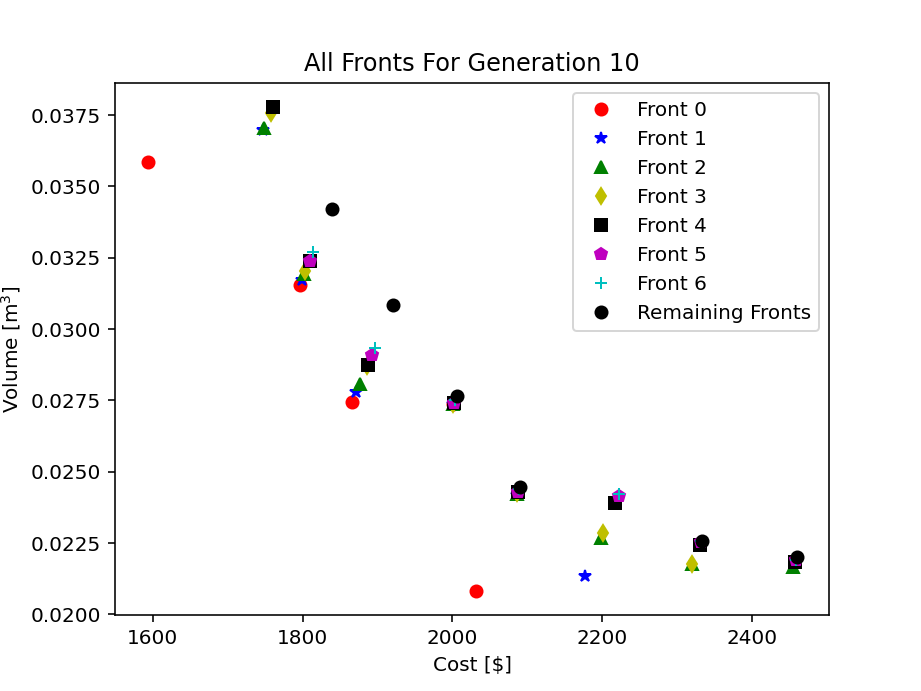 All Fronts For Generation 10
0.0375
0.0350
0.0325
0.0300
0.0275
0.0250
0.0225
0.0200
Volume [m³]
Front 0
Front 1
Front 2
Front 3
Front 4
Front 5
Front 6
Remaining Fronts
1600 1800 2000 2200 2400
Cost [$]